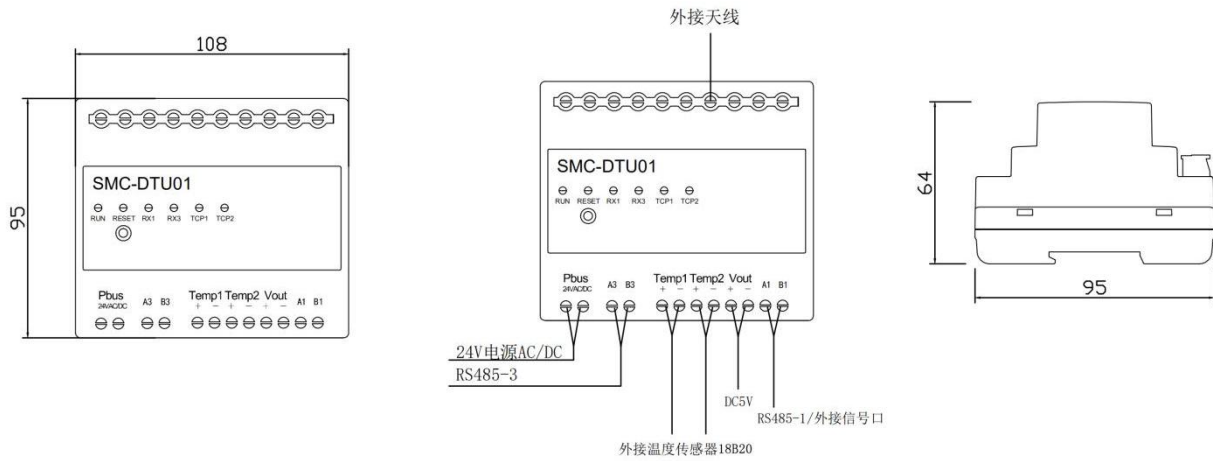 108
95
SMC-DTU01
RUN RESET RX1 RX3 TCP1 TCP2
Pbus A3 B3 Temp1 Temp2 Vout A1 B1
24VAC/DC + - + - + -
外接天线
SMC-DTU01
RUN RESET RX1 RX3 TCP1 TCP2
Pbus A3 B3 Temp1 Temp2 Vout A1 B1
24VAC/DC + - + - + -
24V电源AC/DC
RS485-3
DC5V
RS485-1/外接信号口
外接温度传感器18B20
64
95